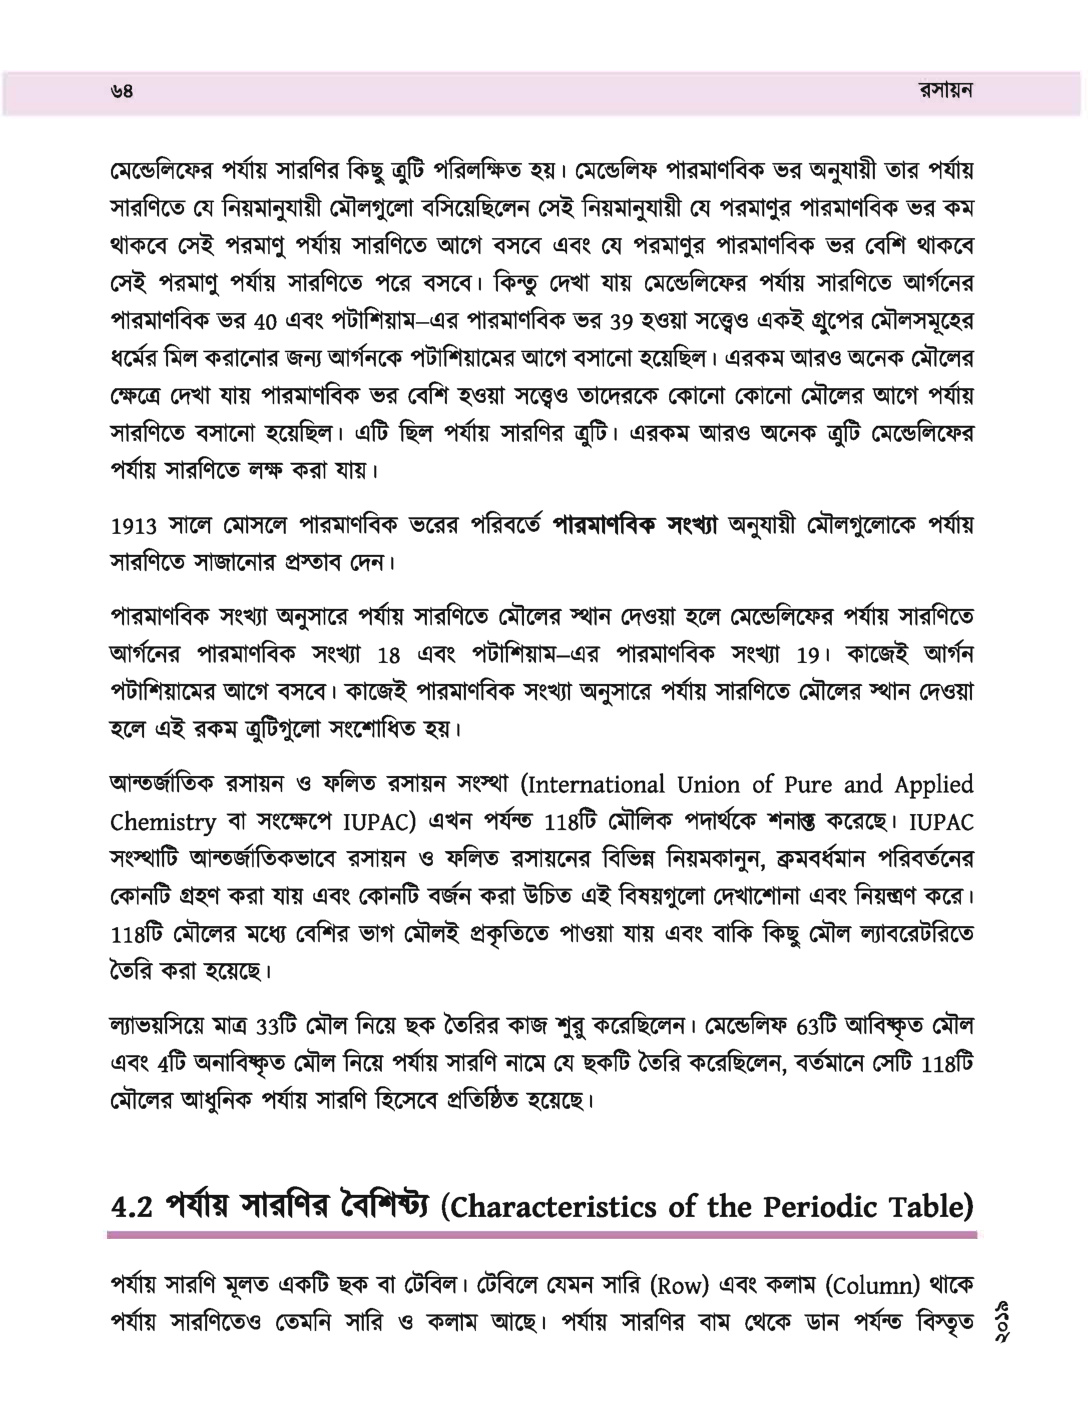 ৬৪
রসায়ন
মেন্ডেলিফের পর্যায় সারণির কিছু ত্রুটি পরিলক্ষিত হয়। মেন্ডেলিফ পারমাণবিক ভর অনুযায়ী তার পর্যায়
সারণিতে যে নিয়মানুযায়ী মৌলগুলো বসিয়েছিলেন সেই নিয়মানুযায়ী যে পরমাণুর পারমাণবিক ভর কম
থাকবে সেই পরমাণু পর্যায় সারণিতে আগে বসবে এবং যে পরমাণুর পারমাণবিক ভর বেশি থাকবে
সেই পরমাণু পর্যায় সারণিতে পরে বসবে। কিন্তু দেখা যায় মেন্ডেলিফের পর্যায় সারণিতে আর্গনের
পারমাণবিক ভর 40 এবং পটাশিয়াম–এর পারমাণবিক ভর 39 হওয়া সত্ত্বেও একই গ্রুপের মৌলসমূহের
ধর্মের মিল করানোর জন্য আর্গনকে পটাশিয়ামের আগে বসানো হয়েছিল। এরকম আরও অনেক মৌলের
ক্ষেত্রে দেখা যায় পারমাণবিক ভর বেশি হওয়া সত্ত্বেও তাদেরকে কোনো কোনো মৌলের আগে পর্যায়
সারণিতে বসানো হয়েছিল। এটি ছিল পর্যায় সারণির ত্রুটি। এরকম আরও অনেক ত্রুটি মেন্ডেলিফের
পর্যায় সারণিতে লক্ষ করা যায়।
1913 সালে মোসলে পারমাণবিক ভরের পরিবর্তে পারমাণবিক সংখ্যা অনুযায়ী মৌলগুলোকে পর্যায়
সারণিতে সাজানোর প্রস্তাব দেন।
পারমাণবিক সংখ্যা অনুসারে পর্যায় সারণিতে মৌলের স্থান দেওয়া হলে মেন্ডেলিফের পর্যায় সারণিতে
আর্গনের পারমাণবিক সংখ্যা 18 এবং পটাশিয়াম–এর পারমাণবিক সংখ্যা 19। কাজেই আর্গন
পটাশিয়ামের আগে বসবে। কাজেই পারমাণবিক সংখ্যা অনুসারে পর্যায় সারণিতে মৌলের স্থান দেওয়া
হলে এই রকম ত্রুটিগুলো সংশোধিত হয়।
আন্তর্জাতিক রসায়ন ও ফলিত রসায়ন সংস্থা (International Union of Pure and Applied
Chemistry বা সংক্ষেপে IUPAC) এখন পর্যন্ত 118টি মৌলিক পদার্থকে শনাক্ত করেছে। IUPAC
সংস্থাটি আন্তর্জাতিকভাবে রসায়ন ও ফলিত রসায়নের বিভিন্ন নিয়মকানুন, ক্রমবর্ধমান পরিবর্তনের
কোনটি গ্রহণ করা যায় এবং কোনটি বর্জন করা উচিত এই বিষয়গুলো দেখাশোনা এবং নিয়ন্ত্রণ করে।
118টি মৌলের মধ্যে বেশির ভাগ মৌলই প্রকৃতিতে পাওয়া যায় এবং বাকি কিছু মৌল ল্যাবরেটরিতে
তৈরি করা হয়েছে।
ল্যাভয়সিয়ে মাত্র 33টি মৌল নিয়ে ছক তৈরির কাজ শুরু করেছিলেন। মেন্ডেলিফ 63টি আবিষ্কৃত মৌল
এবং 4টি অনাবিষ্কৃত মৌল নিয়ে পর্যায় সারণি নামে যে ছকটি তৈরি করেছিলেন, বর্তমানে সেটি 118টি
মৌলের আধুনিক পর্যায় সারণি হিসেবে প্রতিষ্ঠিত হয়েছে।
4.2 পর্যায় সারণির বৈশিষ্ট্য (Characteristics of the Periodic Table)
পর্যায় সারণি মূলত একটি ছক বা টেবিল। টেবিলে যেমন সারি (Row) এবং কলাম (Column) থাকে
পর্যায় সারণিতেও তেমনি সারি ও কলাম আছে। পর্যায় সারণির বাম থেকে ডান পর্যন্ত বিস্তৃত
২০১৯